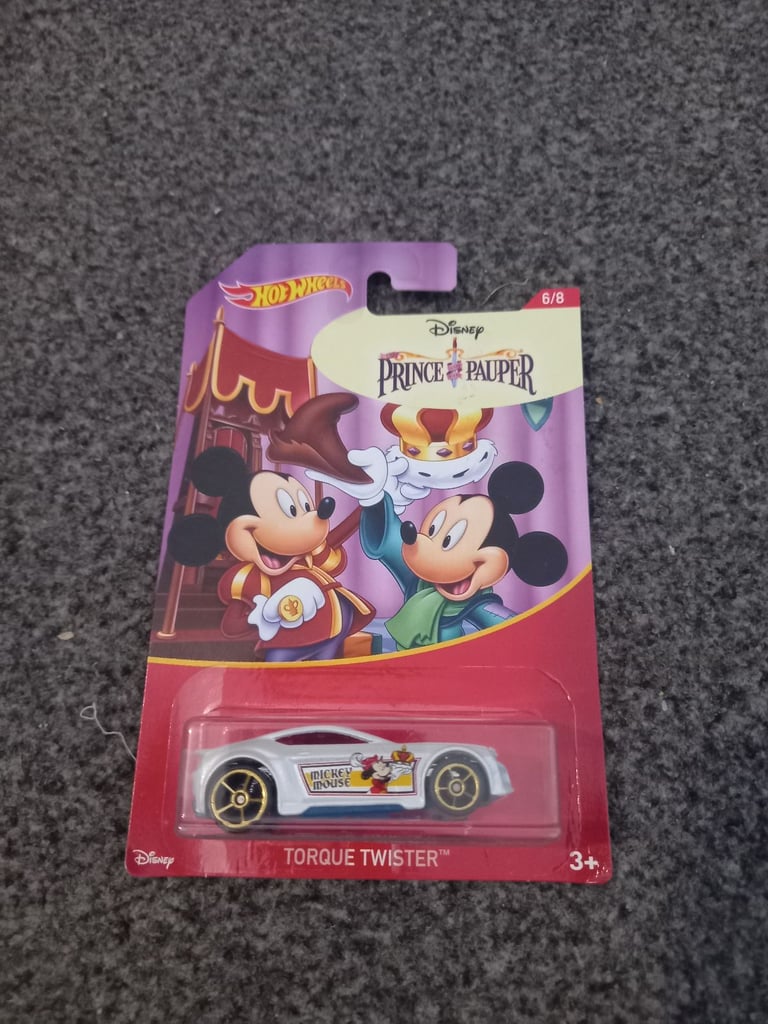 HOT WHEELS
6/8
Disney
PRINCE PAUPER
MICKEY
MOUSE
Disney
TORQUE TWISTER™
3+